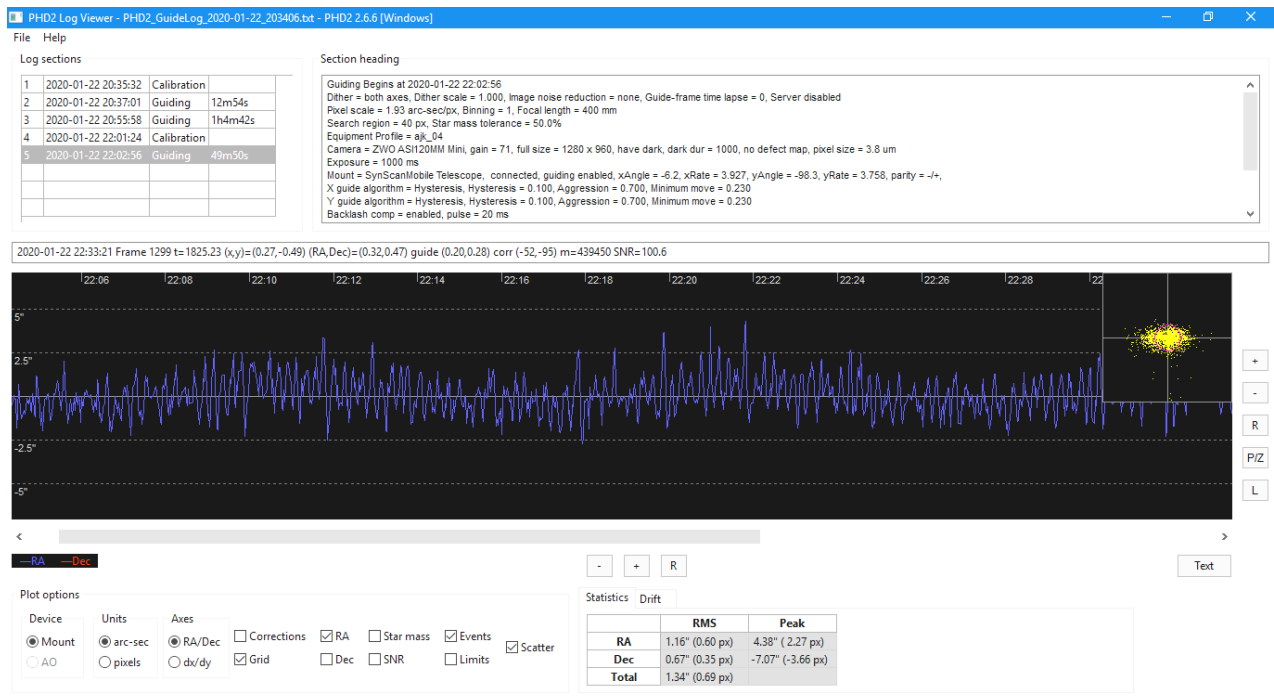 PHD2 Log Viewer - PHD2_GuideLog_2020-01-22_203406.txt - PHD2 2.6.6 [Windows]
File Help
Log sections
1 2020-01-22 20:35:32 Calibration
2 2020-01-22 20:37:01 Guiding 12m54s
3 2020-01-22 20:55:58 Guiding 1h4m42s
4 2020-01-22 22:01:24 Calibration
5 2020-01-22 22:02:56 Guiding 49m50s
Section heading
Guiding Begins at 2020-01-22 22:02:56
Dither = both axes, Dither scale = 1.000, Image noise reduction = none, Guide-frame time lapse = 0, Server disabled
Pixel scale = 1.93 arc-sec/px, Binning = 1, Focal length = 400 mm
Search region = 40 px, Star mass tolerance = 50.0%
Equipment Profile = ajk_04
Camera = ZWO ASI120MM Mini, gain = 71, full size = 1280 x 960, have dark, dark dur = 1000, no defect map, pixel size = 3.8 um
Exposure = 1000 ms
Mount = SynScanMobile Telescope, connected, guiding enabled, xAngle = -6.2, xRate = 3.927, yAngle = -98.3, yRate = 3.758, parity = -/+,
X guide algorithm = Hysteresis, Hysteresis = 0.100, Aggression = 0.700, Minimum move = 0.230
Y guide algorithm = Hysteresis, Hysteresis = 0.100, Aggression = 0.700, Minimum move = 0.230
Backlash comp = enabled, pulse = 20 ms
2020-01-22 22:33:21 Frame 1299 t=1825.23 (x,y)=(0.27,-0.49) (RA,Dec)=(0.32,0.47) guide (0.20,0.28) corr (-52,-95) m=439450 SNR=100.6
22:06 22:08 22:10 22:12 22:14 22:16 22:18 22:20 22:22 22:24 22:26 22:28 22
5"
2.5"
-2.5"
-5"
+
-
R
P/Z
L
< >
—RA —Dec
- + R
Text
Plot options
Device Units Axes
Mount arc-sec RA/Dec Corrections RA Star mass Events Scatter
AO pixels dx/dy Grid Dec SNR Limits
Statistics Drift
RMS Peak
RA 1.16" (0.60 px) 4.38" ( 2.27 px)
Dec 0.67" (0.35 px) -7.07" (-3.66 px)
Total 1.34" (0.69 px)